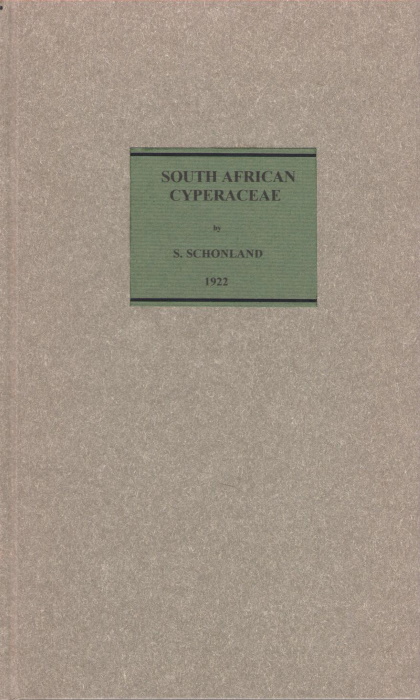 SOUTH AFRICAN
CYPERACEAE
by
S. SCHONLAND
1922